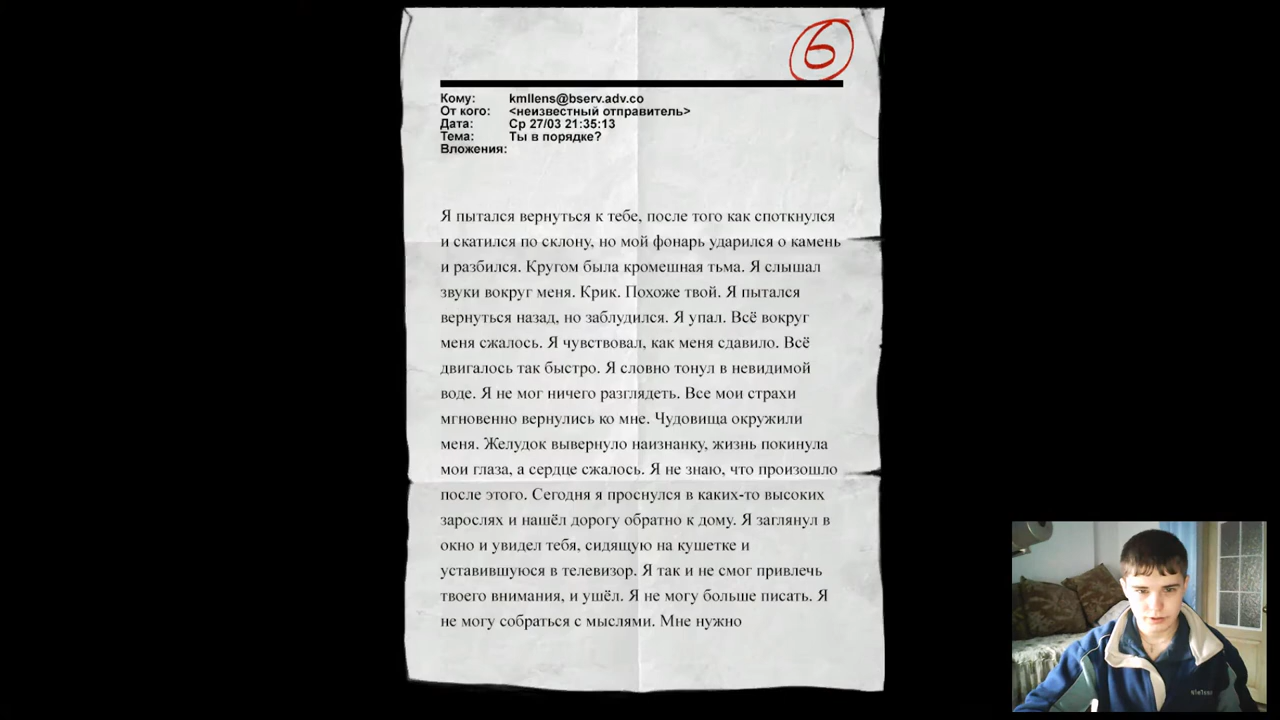 6
Кому: kmllens@bserv.adv.co
От кого: <неизвестный отправитель>
Дата: Ср 27/03 21:35:13
Тема: Ты в порядке?
Вложения:
Я пытался вернуться к тебе, после того как споткнулся
и скатился по склону, но мой фонарь ударился о камень
и разбился. Кругом была кромешная тьма. Я слышал
звуки вокруг меня. Крик. Похоже твой. Я пытался
вернуться назад, но заблудился. Я упал. Всё вокруг
меня сжалось. Я чувствовал, как меня сдавило. Всё
двигалось так быстро. Я словно тонул в невидимой
воде. Я не мог ничего разглядеть. Все мои страхи
мгновенно вернулись ко мне. Чудовища окружили
меня. Желудок вывернуло наизнанку, жизнь покинула
мои глаза, а сердце сжалось. Я не знаю, что произошло
после этого. Сегодня я проснулся в каких-то высоких
зарослях и нашёл дорогу обратно к дому. Я заглянул в
окно и увидел тебя, сидящую на кушетке и
уставившуюся в телевизор. Я так и не смог привлечь
твоего внимания, и ушёл. Я не могу больше писать. Я
не могу собраться с мыслями. Мне нужно